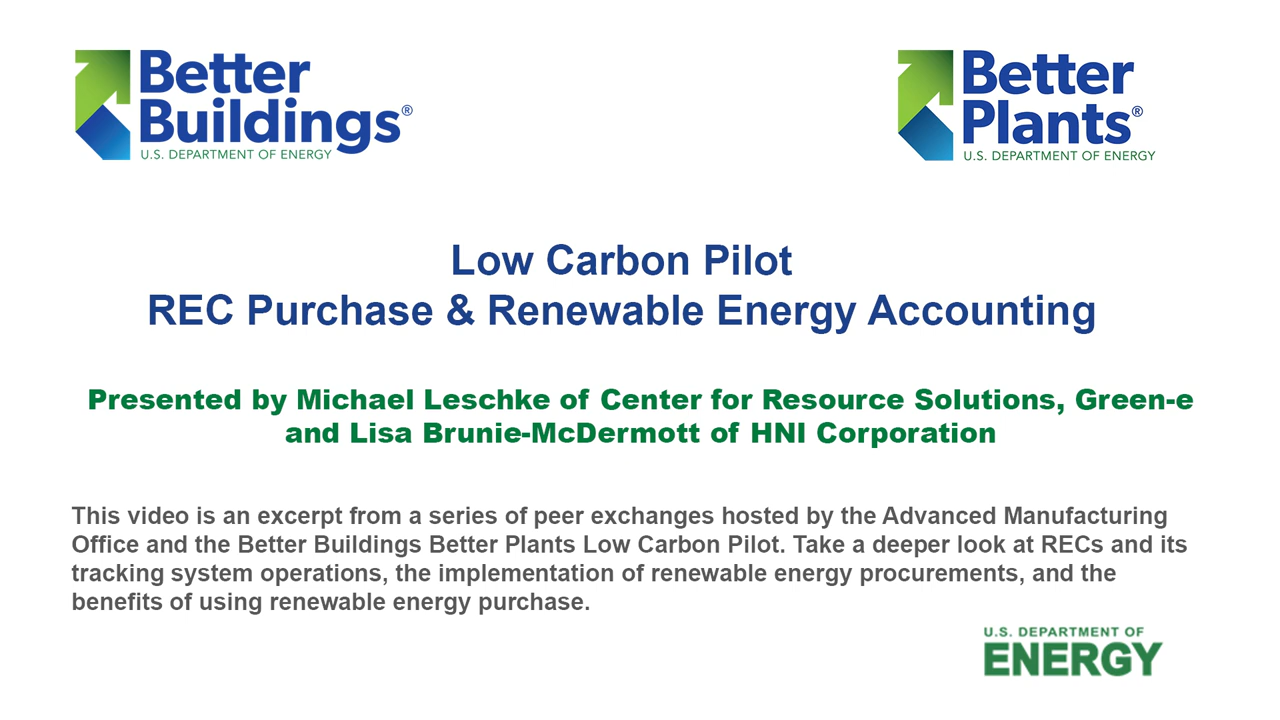 Better
Buildings®
U.S. DEPARTMENT OF ENERGY
Better
Plants®
U.S. DEPARTMENT OF ENERGY
Low Carbon Pilot
REC Purchase & Renewable Energy Accounting
Presented by Michael Leschke of Center for Resource Solutions, Green-e
and Lisa Brunie-McDermott of HNI Corporation
This video is an excerpt from a series of peer exchanges hosted by the Advanced Manufacturing
Office and the Better Buildings Better Plants Low Carbon Pilot. Take a deeper look at RECs and its
tracking system operations, the implementation of renewable energy procurements, and the
benefits of using renewable energy purchase.
U.S. DEPARTMENT OF
ENERGY